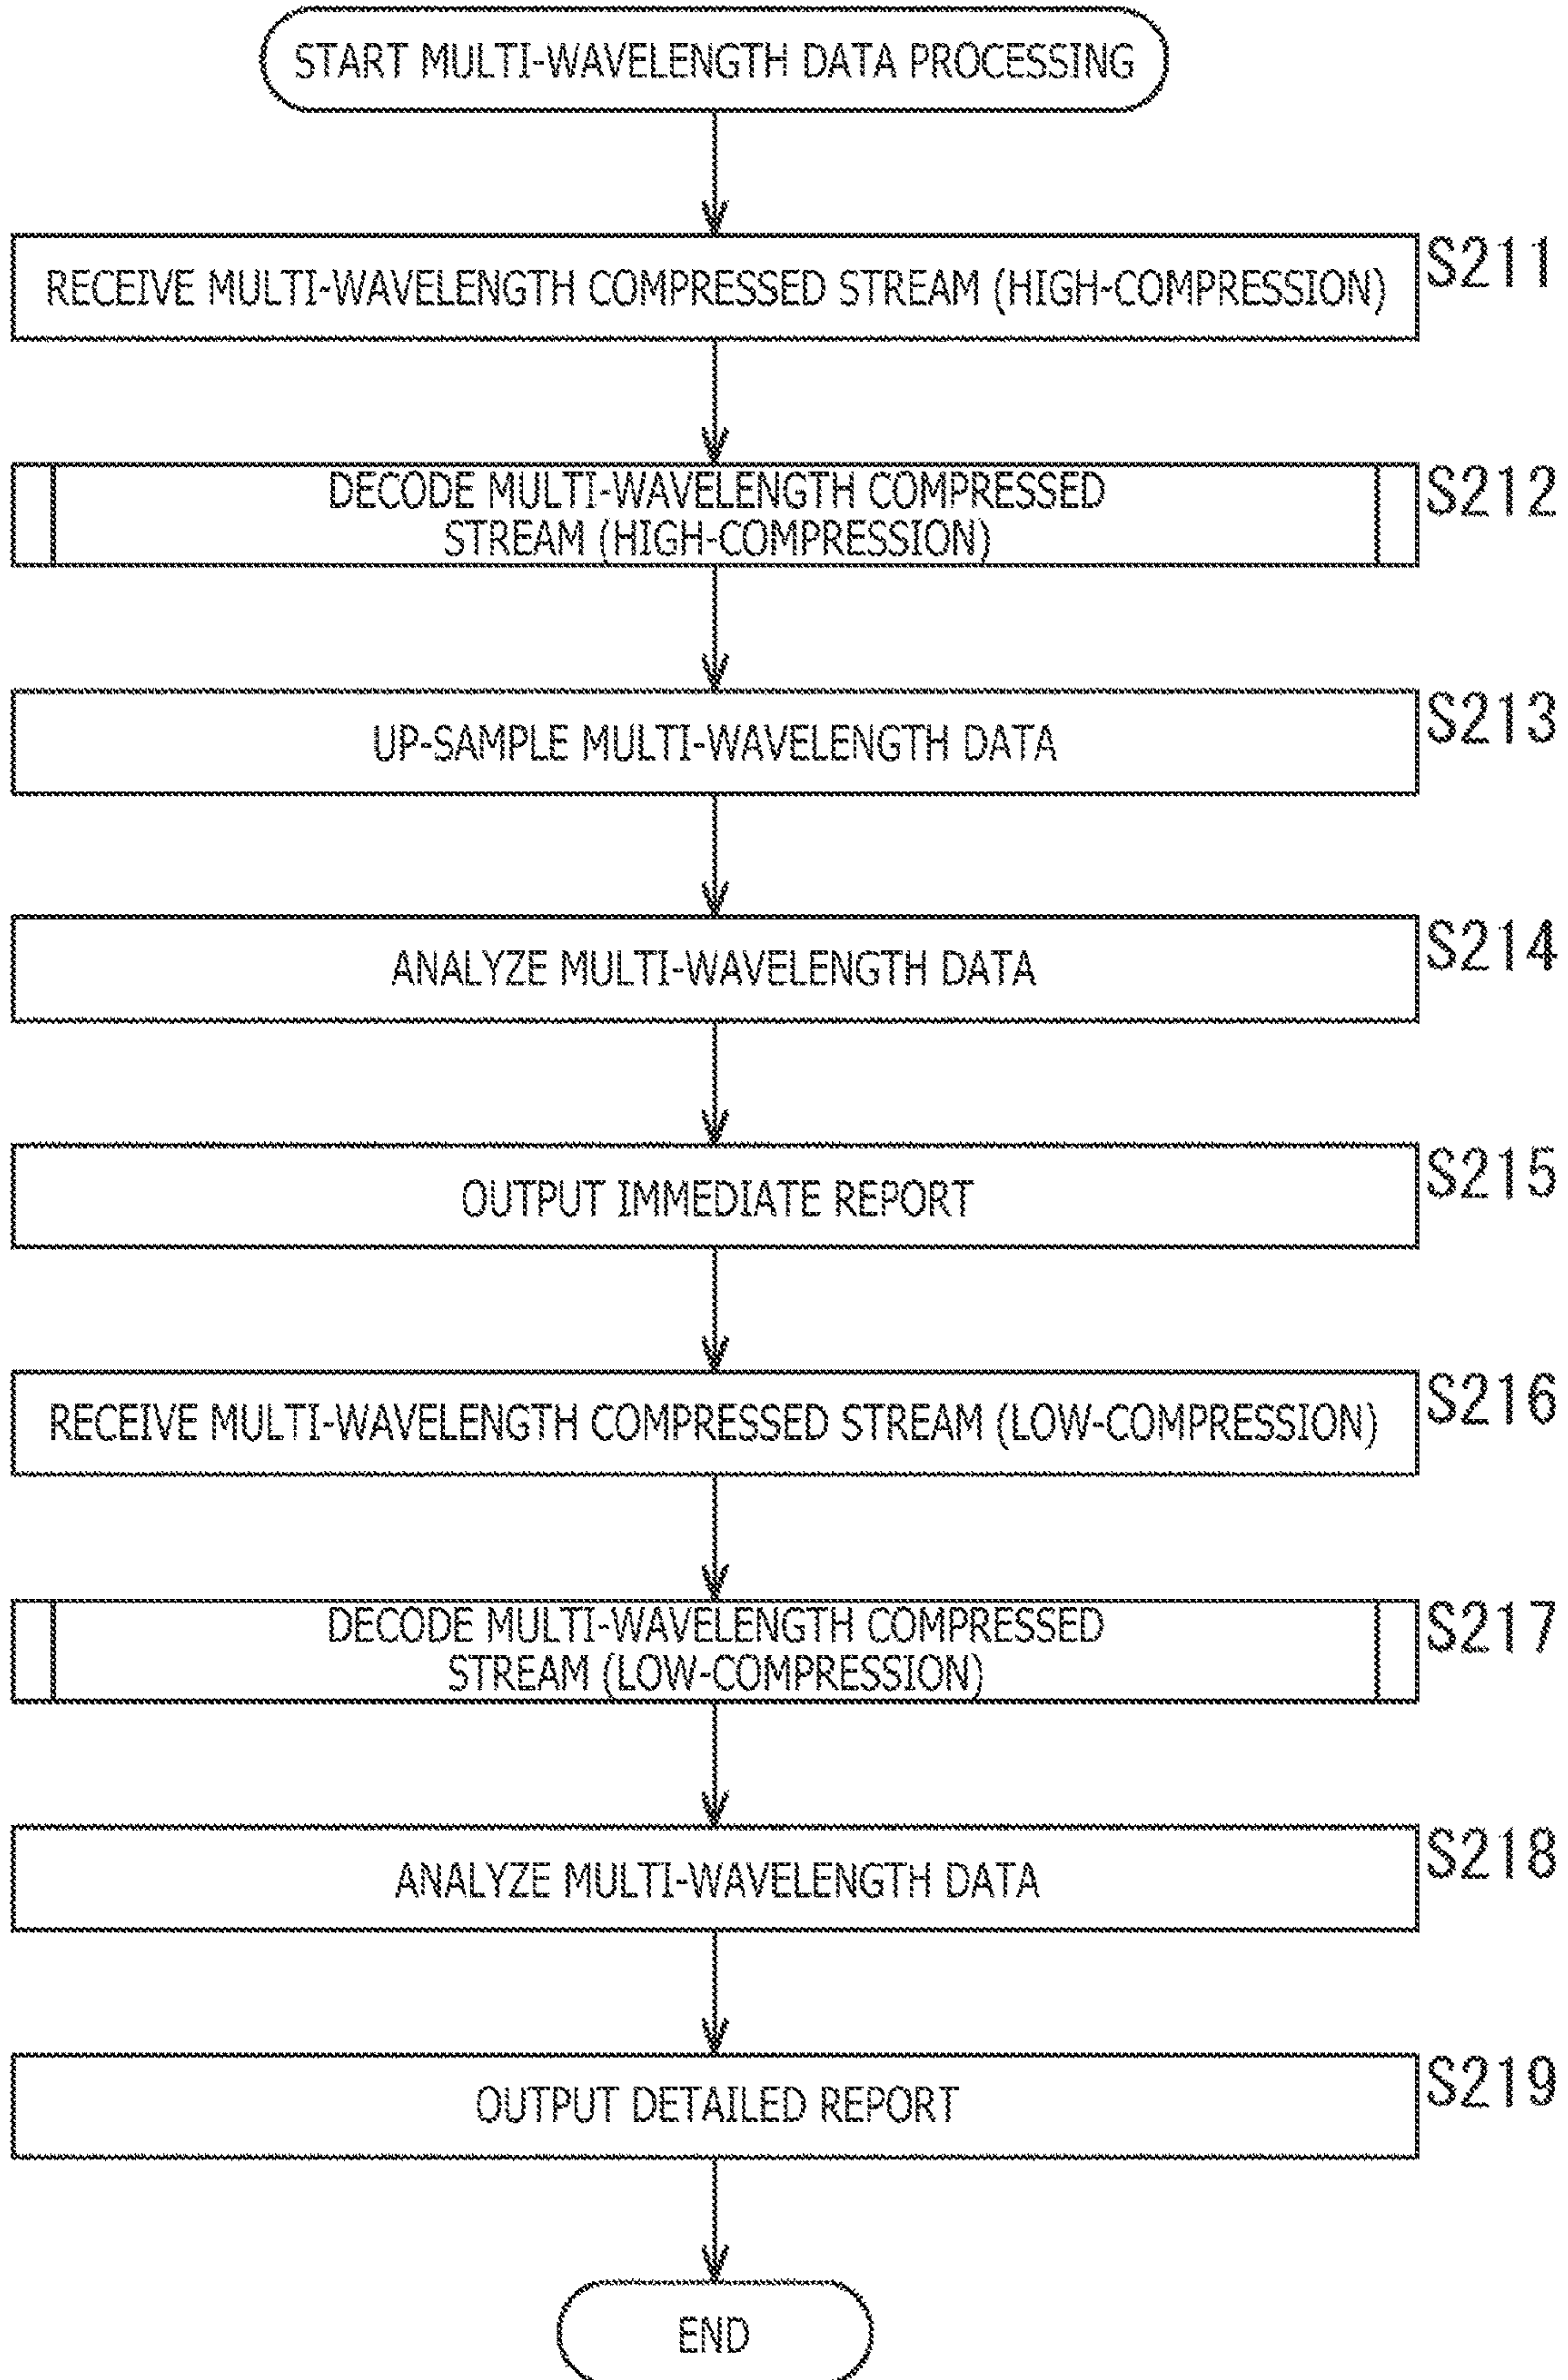 START MULTI-WAVELENGTH DATA PROCESSING
RECEIVE MULTI-WAVELENGTH COMPRESSED STREAM (HIGH-COMPRESSION)
S211
DECODE MULTI-WAVELENGTH COMPRESSED
STREAM (HIGH-COMPRESSION)
S212
UP-SAMPLE MULTI-WAVELENGTH DATA
S213
ANALYZE MULTI-WAVELENGTH DATA
S214
OUTPUT IMMEDIATE REPORT
S215
RECEIVE MULTI-WAVELENGTH COMPRESSED STREAM (LOW-COMPRESSION)
S216
DECODE MULTI-WAVELENGTH COMPRESSED
STREAM (LOW-COMPRESSION)
S217
ANALYZE MULTI-WAVELENGTH DATA
S218
OUTPUT DETAILED REPORT
S219
END